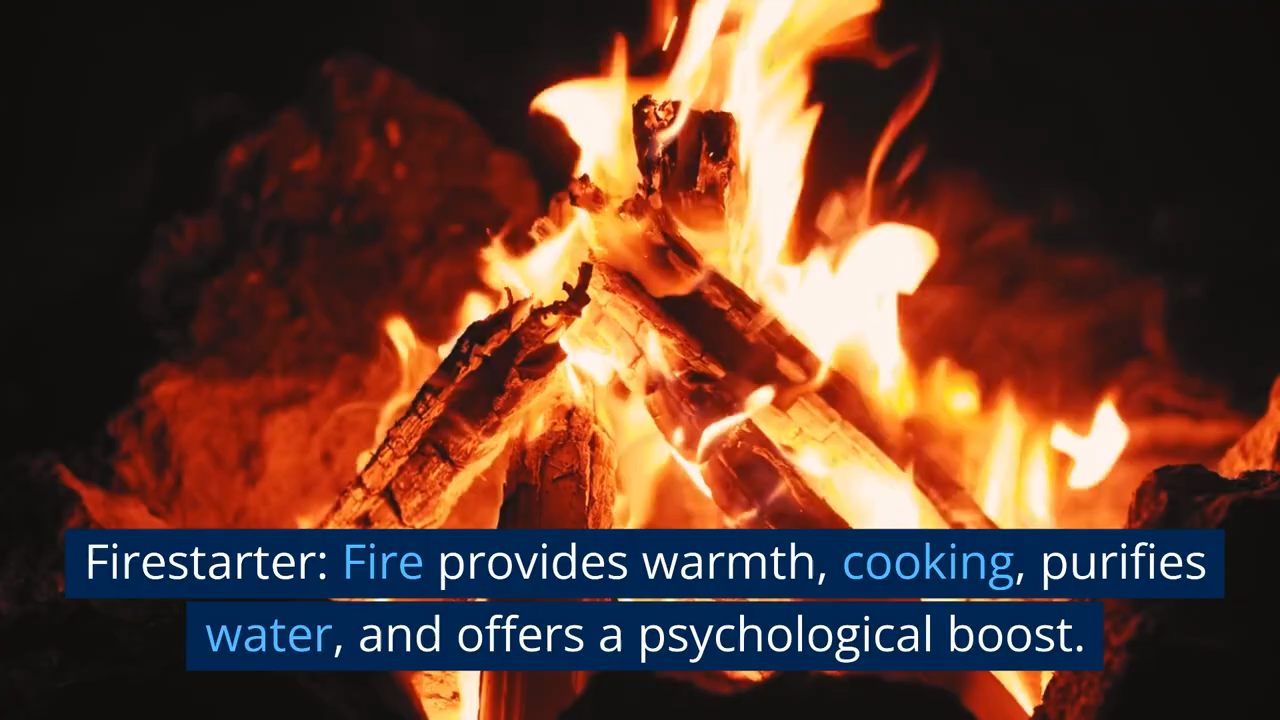 Firestarter: Fire provides warmth, cooking, purifies
water, and offers a psychological boost.